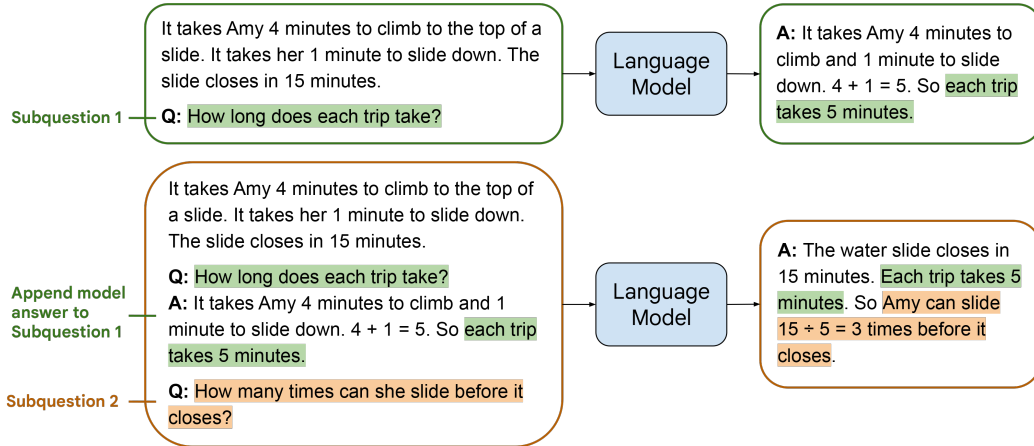 It takes Amy 4 minutes to climb to the top of a
slide. It takes her 1 minute to slide down. The
slide closes in 15 minutes.
Subquestion 1
Q: How long does each trip take?
Language
Model
A: It takes Amy 4 minutes to
climb and 1 minute to slide
down. 4 + 1 = 5. So each trip
takes 5 minutes.
It takes Amy 4 minutes to climb to the top of
a slide. It takes her 1 minute to slide down.
The slide closes in 15 minutes.
Q: How long does each trip take?
Append model
answer to
Subquestion 1
A: It takes Amy 4 minutes to climb and 1
minute to slide down. 4 + 1 = 5. So each trip
takes 5 minutes.
Subquestion 2
Q: How many times can she slide before it
closes?
Language
Model
A: The water slide closes in
15 minutes. Each trip takes 5
minutes. So Amy can slide
15 ÷ 5 = 3 times before it
closes.